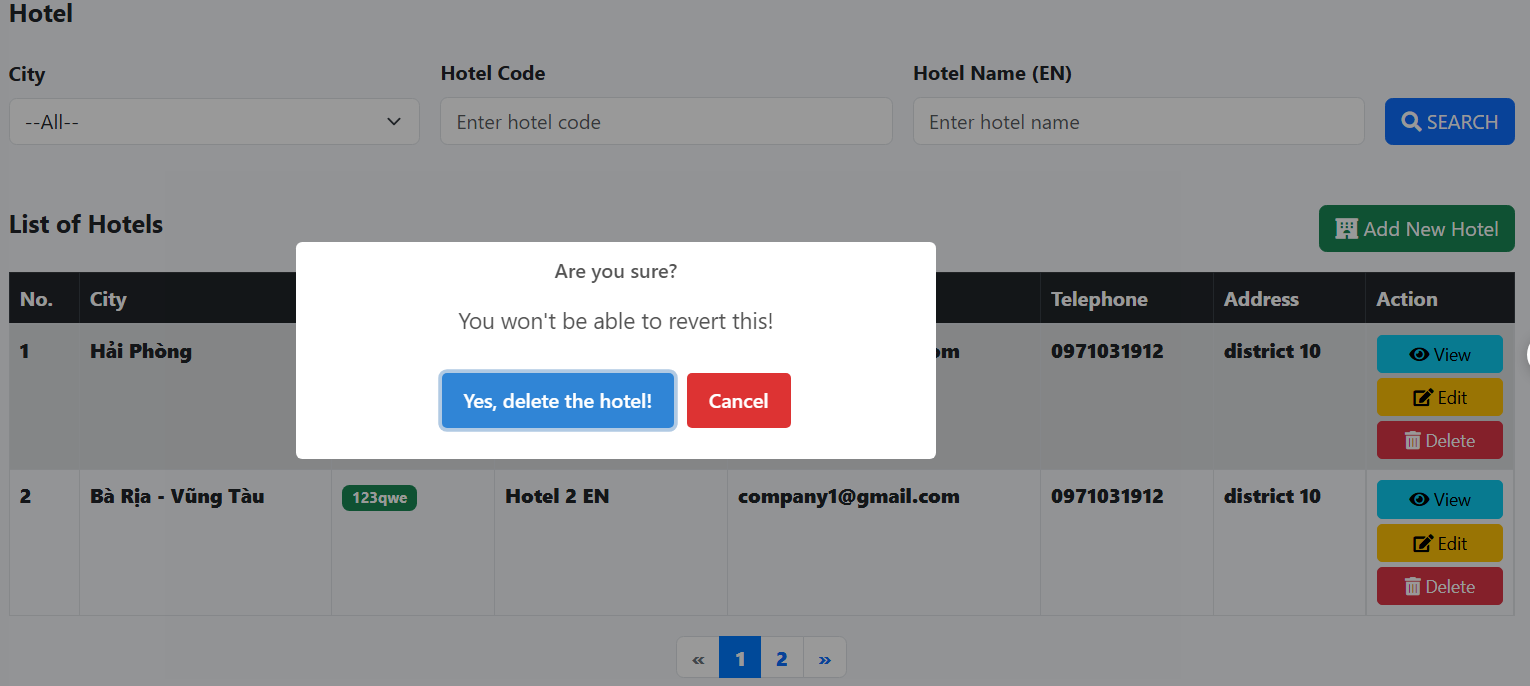 Hotel
City
Hotel Code
Hotel Name (EN)
--All--
Enter hotel code
Enter hotel name
SEARCH
List of Hotels
Add New Hotel
Are you sure?
You won't be able to revert this!
Yes, delete the hotel!
Cancel
No.
City
Telephone
Address
Action
1
Hải Phòng
om
0971031912
district 10
View
Edit
Delete
2
Bà Rịa - Vũng Tàu
123qwe
Hotel 2 EN
company1@gmail.com
0971031912
district 10
View
Edit
Delete
« 1 2 »